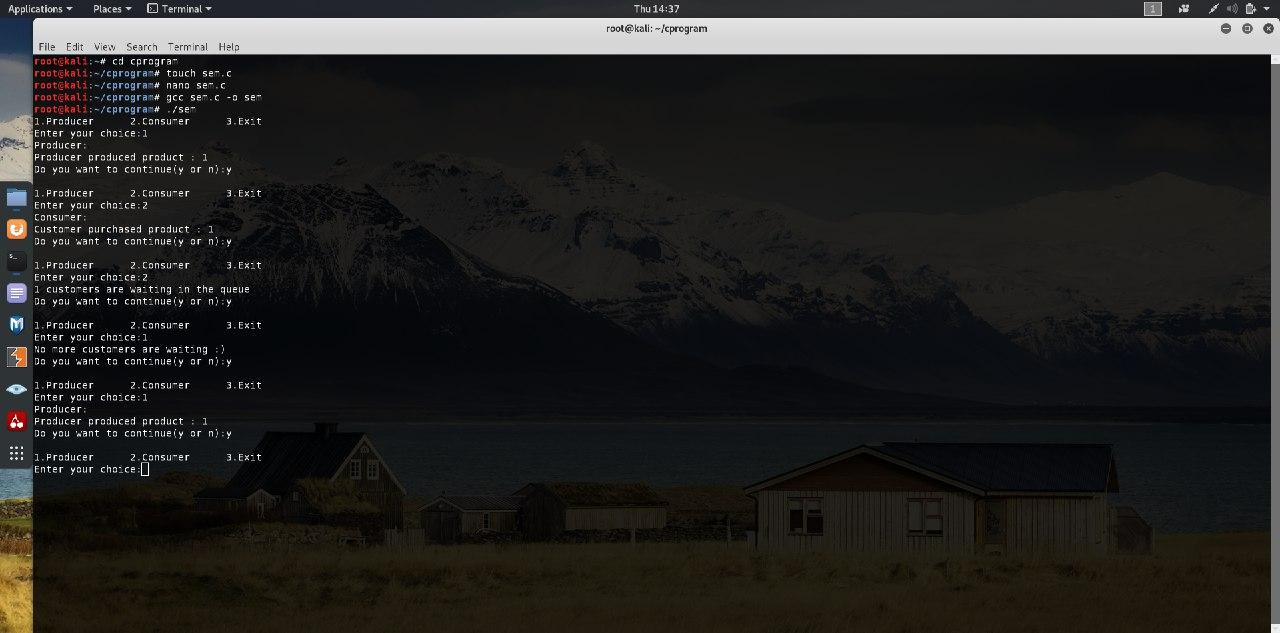 Applications Places Terminal Thu 14:37 1
root@kali: ~/cprogram
File Edit View Search Terminal Help
root@kali:~# cd cprogram
root@kali:~/cprogram# touch sem.c
root@kali:~/cprogram# nano sem.c
root@kali:~/cprogram# gcc sem.c -o sem
root@kali:~/cprogram# ./sem
1.Producer 2.Consumer 3.Exit
Enter your choice:1
Producer:
Producer produced product : 1
Do you want to continue(y or n):y
1.Producer 2.Consumer 3.Exit
Enter your choice:2
Consumer:
Customer purchased product : 1
Do you want to continue(y or n):y
1.Producer 2.Consumer 3.Exit
Enter your choice:2
1 customers are waiting in the queue
Do you want to continue(y or n):y
1.Producer 2.Consumer 3.Exit
Enter your choice:1
No more customers are waiting :)
Do you want to continue(y or n):y
1.Producer 2.Consumer 3.Exit
Enter your choice:1
Producer:
Producer produced product : 1
Do you want to continue(y or n):y
1.Producer 2.Consumer 3.Exit
Enter your choice: